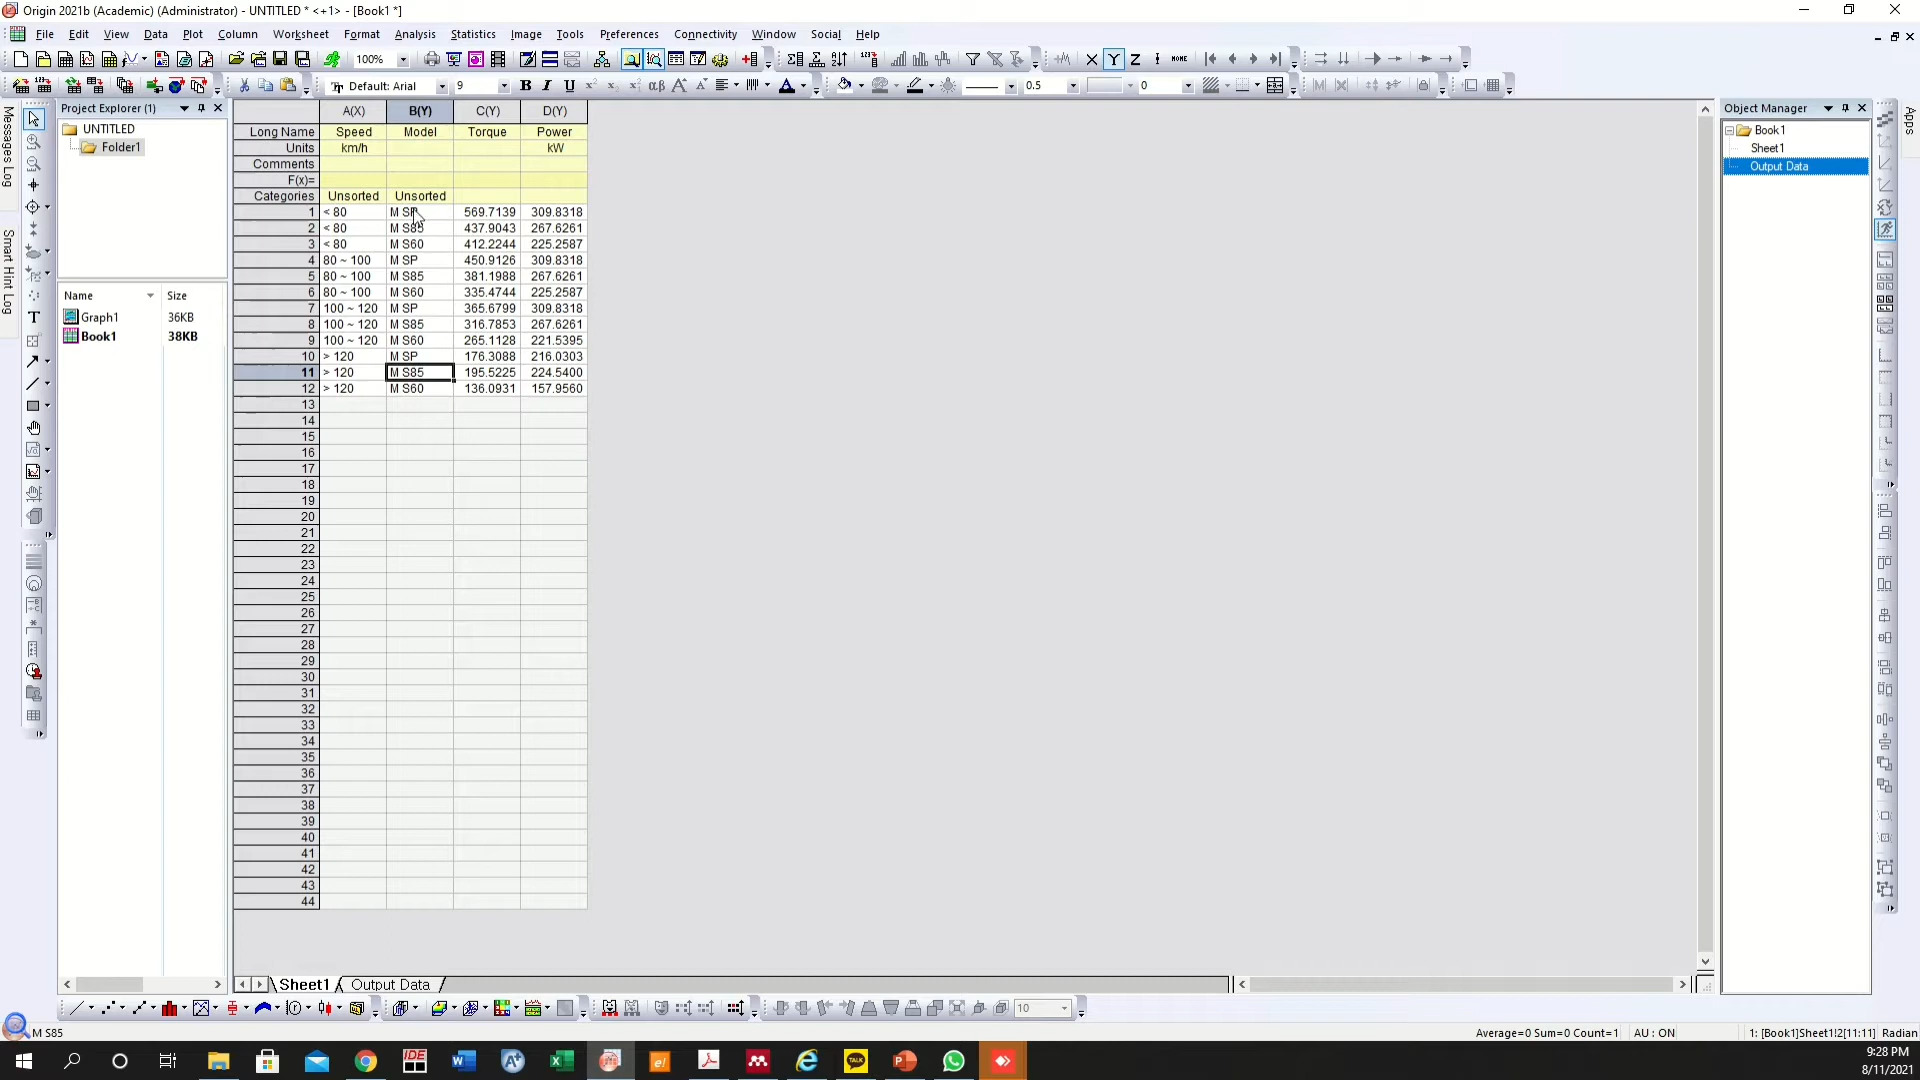 Origin 2021b (Academic) (Administrator) - UNTITLED * <+1> - [Book1 *]
File Edit View Data Plot Column Worksheet Format Analysis Statistics Image Tools Preferences Connectivity Window Social Help
100%
Default: Arial 9 B I U 0.5 0
Messages Log
Smart Hint Log
Project Explorer (1)
UNTITLED
Folder1
Name Size
Graph1 36KB
Book1 38KB
A(X) B(Y) C(Y) D(Y)
Long Name Speed Model Torque Power
Units km/h kW
Comments
F(x)=
Categories Unsorted Unsorted
1 < 80 M SP 569.7139 309.8318
2 < 80 M S85 437.9043 267.6261
3 < 80 M S60 412.2244 225.2587
4 80 ~ 100 M SP 450.9126 309.8318
5 80 ~ 100 M S85 381.1988 267.6261
6 80 ~ 100 M S60 335.4744 225.2587
7 100 ~ 120 M SP 365.6799 309.8318
8 100 ~ 120 M S85 316.7853 267.6261
9 100 ~ 120 M S60 265.1128 221.5395
10 > 120 M SP 176.3088 216.0303
11 > 120 M S85 195.5225 224.5400
12 > 120 M S60 136.0931 157.9560
13
14
15
16
17
18
19
20
21
22
23
24
25
26
27
28
29
30
31
32
33
34
35
36
37
38
39
40
41
42
43
44
Sheet1 Output Data
Object Manager
Book1
Sheet1
Output Data
Apps
10
M S85
Average=0 Sum=0 Count=1 AU : ON 1: [Book1]Sheet1!2[11:11] Radian
9:28 PM
8/11/2021